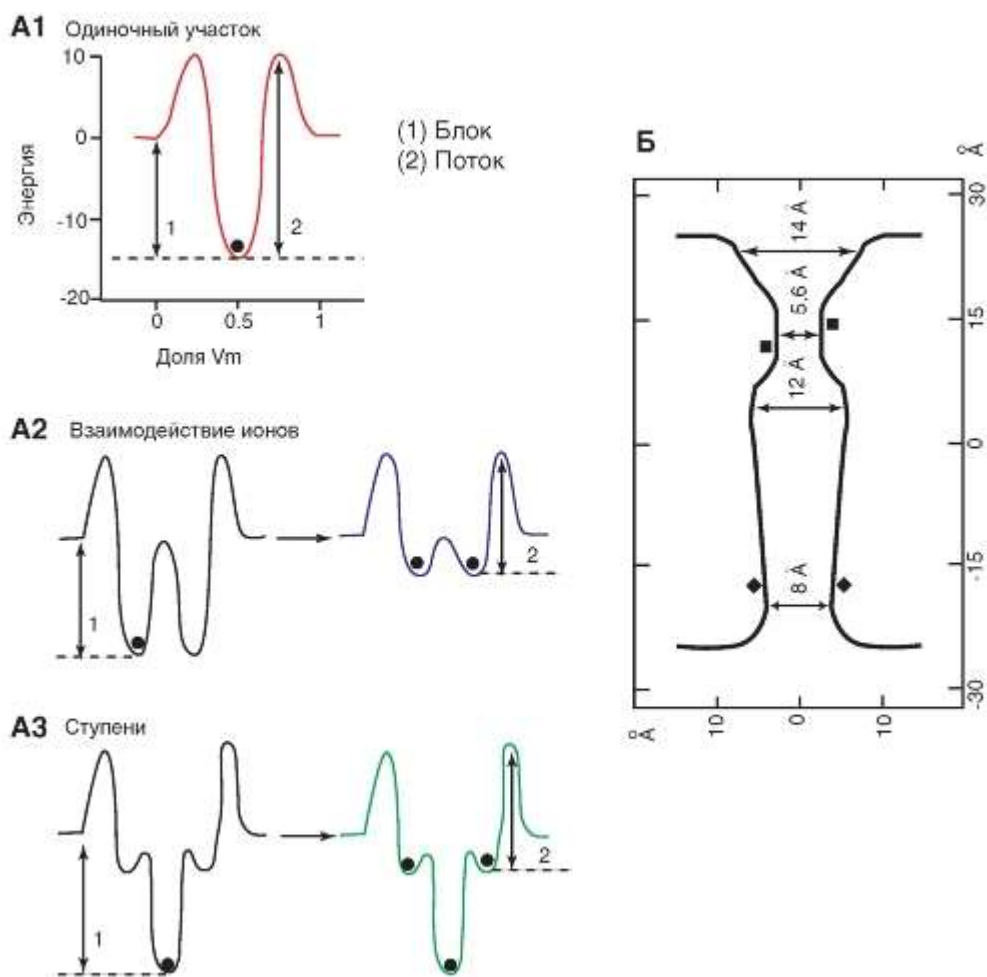 А1 Одиночный участок
10
0
-10
-20
Энергия
1
2
0 0.5 1
Доля Vm
(1) Блок
(2) Поток
А2 Взаимодействие ионов
1
2
А3 Ступени
1
2
Б
Å
30
15
0
-15
-30
14 Å
5.6 Å
12 Å
8 Å
Å
10
0
10